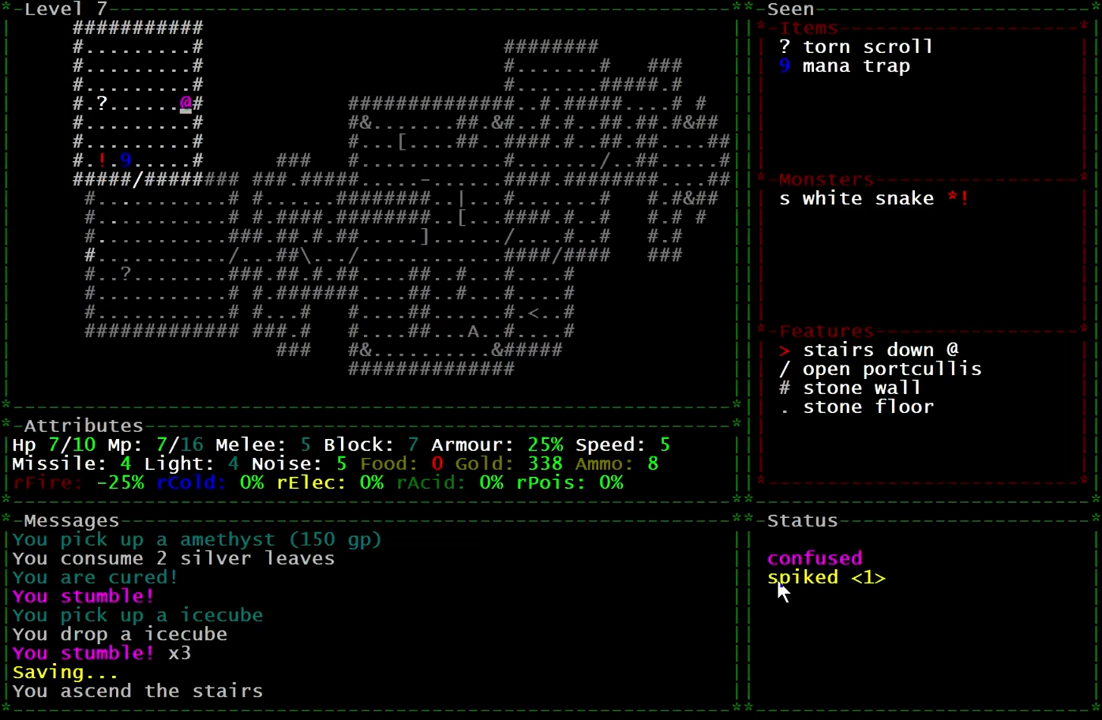 Level 7
###########
#.........# ########
#.........# #.......# ###
#.........# #.......#####.#
#.?......@# ##############..#.#####....# #
#.........# #&.......##.&#..#.#..##.##.#&##
#.........# #...[....##..####.#..##.##....##
#.!.9.....# ### #............#......./..##.....#
#####/######## ###.#####.....-......####.########....##
#...........# #......########..|...#.......# #.#&##
#...........# #.####.########..[...####.#..# #.# #
#...........###.##.#.##.....]....../....#..# #.#
#.........../...##\.../............####/#### ###
#..?........###.##.#.##....##..#...#....#
#...........# #.#######....##..#...#....#
#...........# #...# #....##......#.<..#
############# ###.# #....##...A..#....#
### #&..........&#####
##############
Attributes
Hp 7/10 Mp: 7/16 Melee: 5 Block: 7 Armour: 25% Speed: 5
Missile: 4 Light: 4 Noise: 5 Food: 0 Gold: 338 Ammo: 8
rFire: -25% rCold: 0% rElec: 0% rAcid: 0% rPois: 0%
Messages
You pick up a amethyst (150 gp)
You consume 2 silver leaves
You are cured!
You stumble!
You pick up a icecube
You drop a icecube
You stumble! x3
Saving...
You ascend the stairs
Seen
Items
? torn scroll
9 mana trap
Monsters
s white snake *!
Features
> stairs down @
/ open portcullis
# stone wall
. stone floor
Status
confused
spiked <1>